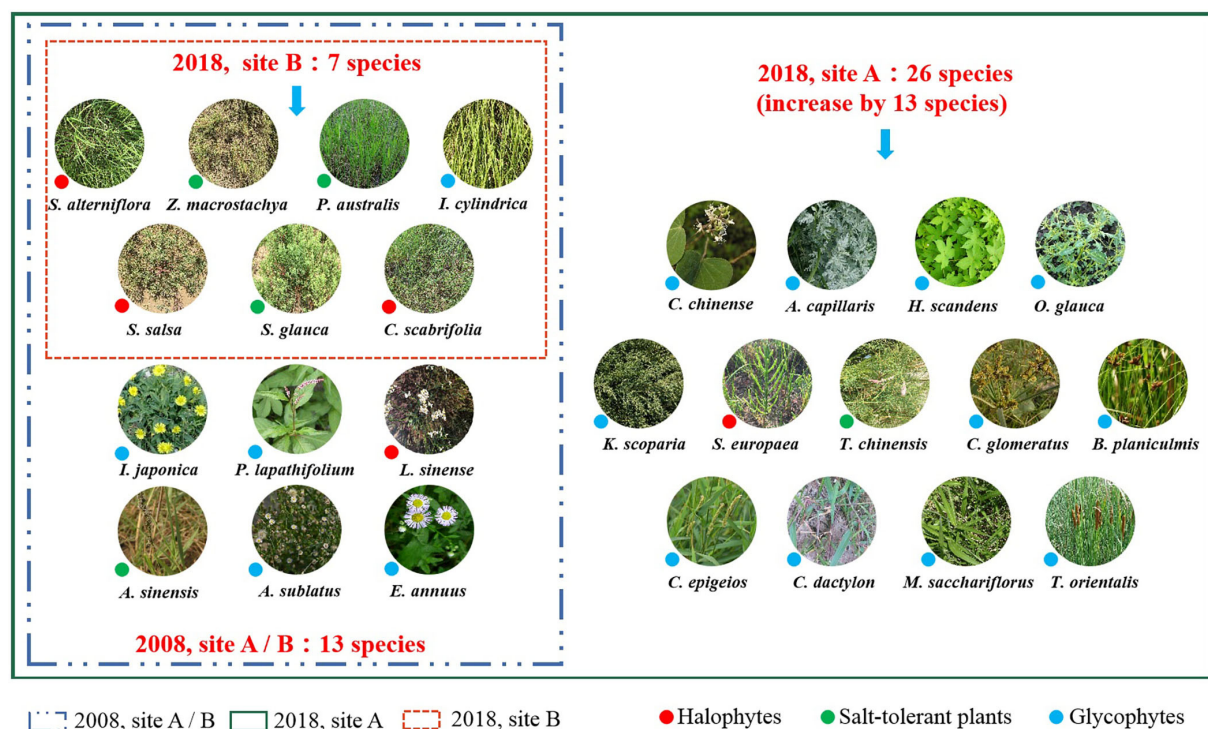 2018, site B : 7 species
S. alterniflora Z. macrostachya P. australis I. cylindrica
S. salsa S. glauca C. scabrifolia
I. japonica P. lapathifolium L. sinense
A. sinensis A. sublatus E. annuus
2008, site A / B : 13 species
2018, site A : 26 species
(increase by 13 species)
C. chinense A. capillaris H. scandens O. glauca
K. scoparia S. europaea T. chinensis C. glomeratus B. planiculmis
C. epigeios C. dactylon M. sacchariflorus T. orientalis
2008, site A / B 2018, site A 2018, site B Halophytes Salt-tolerant plants Glycophytes